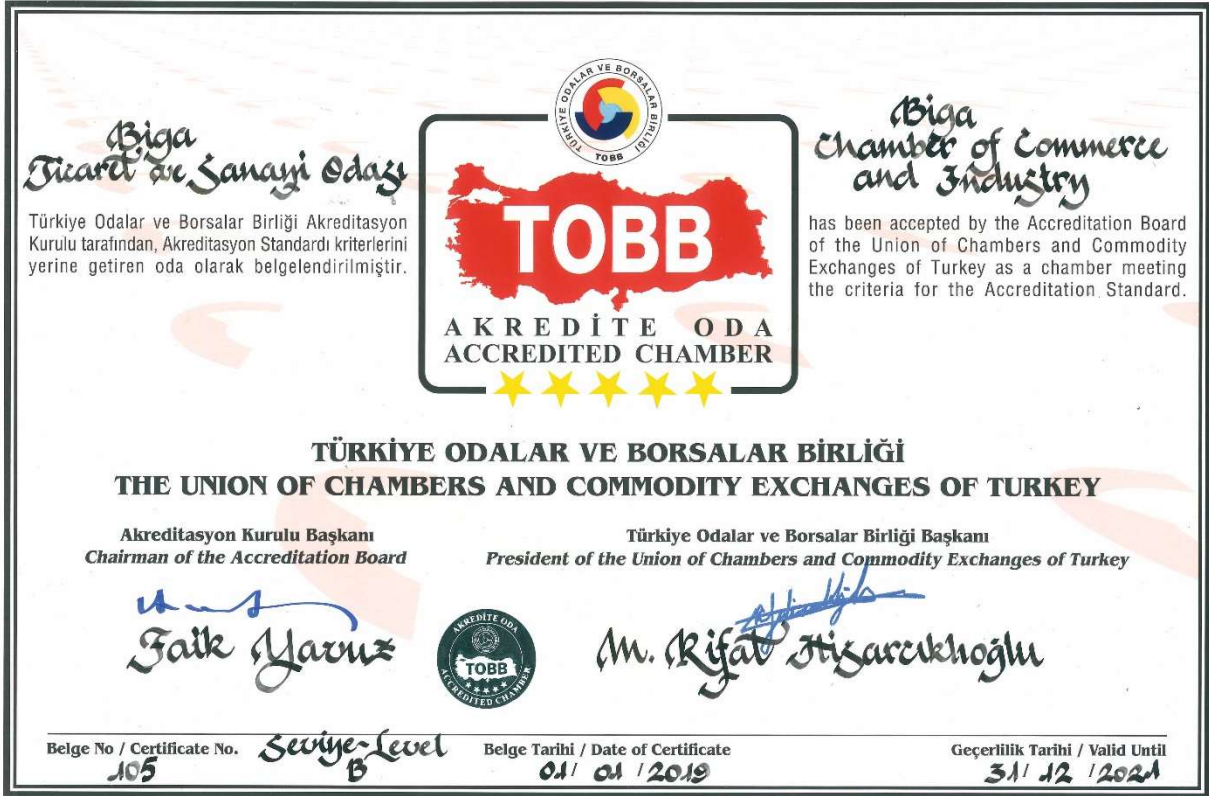 TÜRKİYE ODALAR VE BORSALAR BİRLİĞİ
TOBB
Biga
Ticaret ve Sanayi Odası
Türkiye Odalar ve Borsalar Birliği Akreditasyon
Kurulu tarafından, Akreditasyon Standardı kriterlerini
yerine getiren oda olarak belgelendirilmiştir.
TOBB
AKREDİTE ODA
ACCREDITED CHAMBER
Biga
Chamber of Commerce
and Industry
has been accepted by the Accreditation Board
of the Union of Chambers and Commodity
Exchanges of Turkey as a chamber meeting
the criteria for the Accreditation Standard.
TÜRKİYE ODALAR VE BORSALAR BİRLİĞİ
THE UNION OF CHAMBERS AND COMMODITY EXCHANGES OF TURKEY
Akreditasyon Kurulu Başkanı
Chairman of the Accreditation Board
Faik Yavuz
Türkiye Odalar ve Borsalar Birliği Başkanı
President of the Union of Chambers and Commodity Exchanges of Turkey
M. Rifat Hisarcıklıoğlu
AKREDİTE ODA
TOBB
ACCREDITED CHAMBER
Belge No / Certificate No.
105
Seviye-Level
B
Belge Tarihi / Date of Certificate
01/ 01 /2019
Geçerlilik Tarihi / Valid Until
31/ 12 /2021